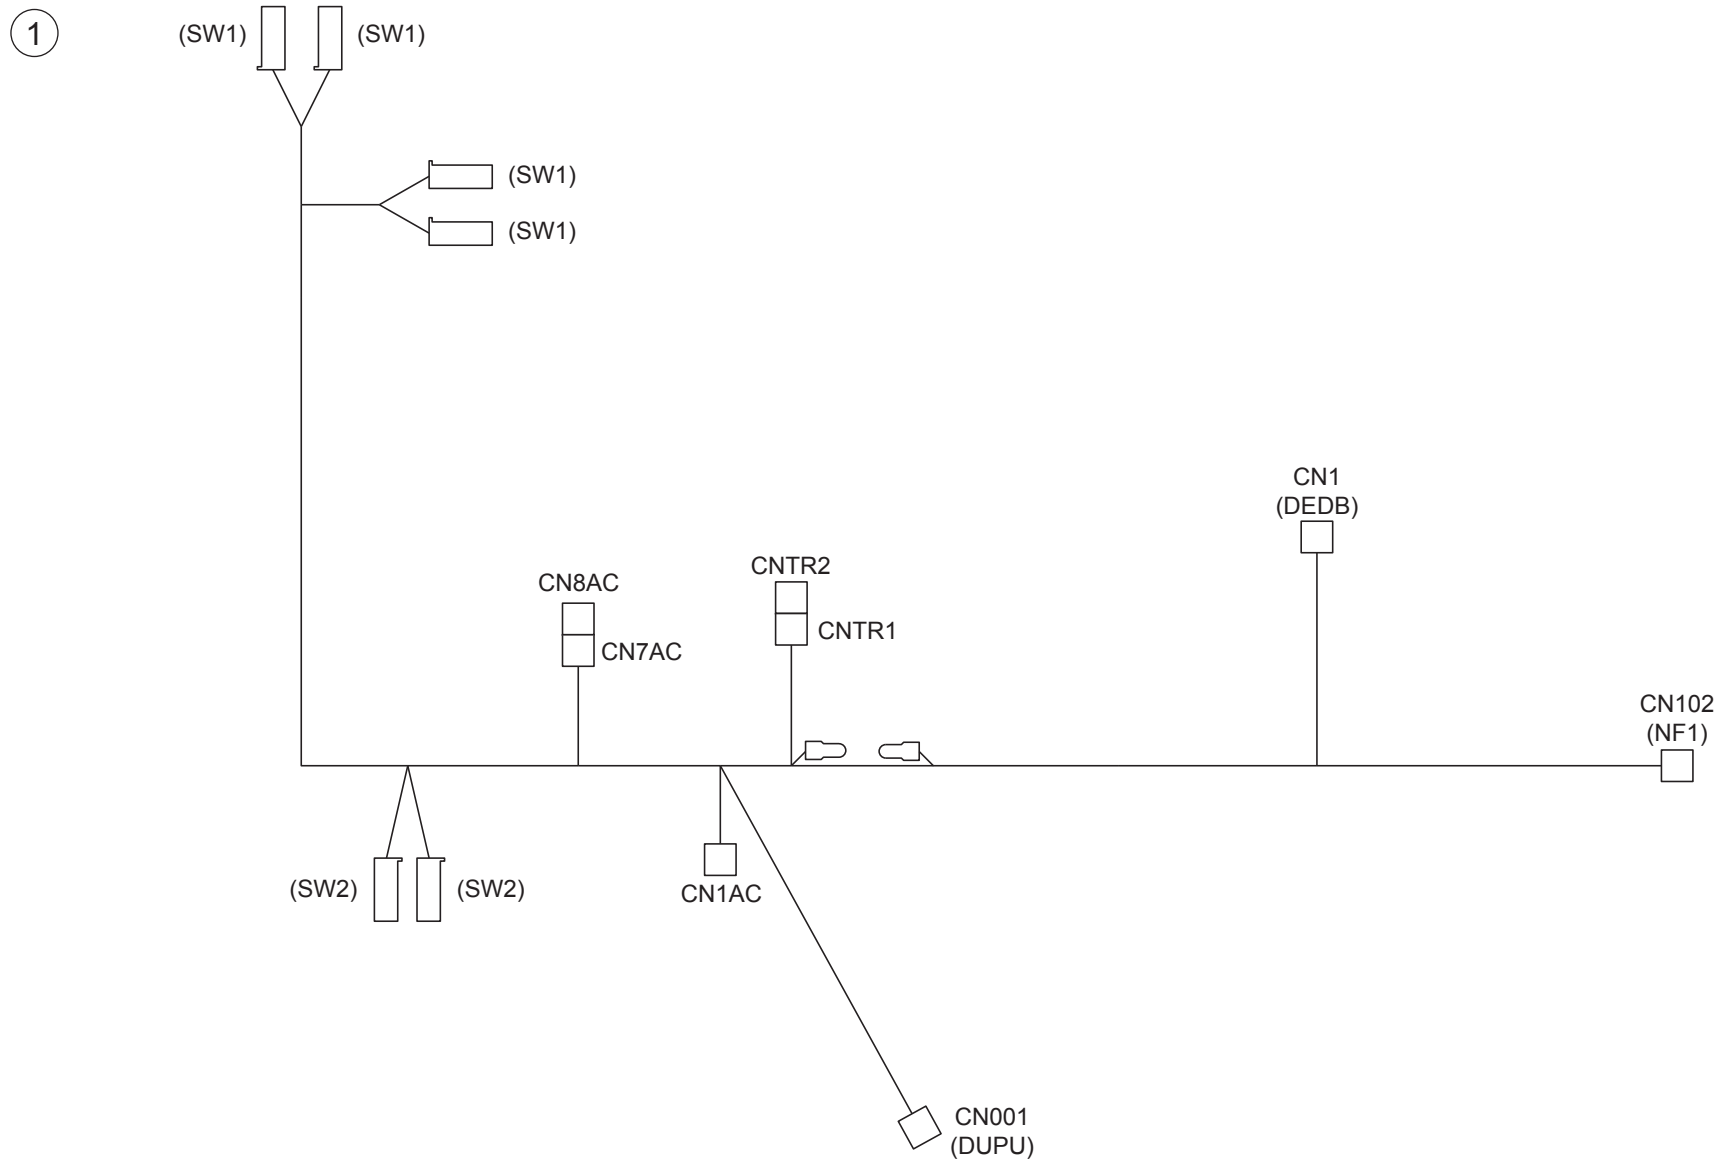 1
(SW1)
(SW1)
(SW1)
(SW1)
CN1
(DEDB)
CNTR2
CN8AC
CNTR1
CN7AC
CN102
(NF1)
(SW2)
(SW2)
CN1AC
CN001
(DUPU)